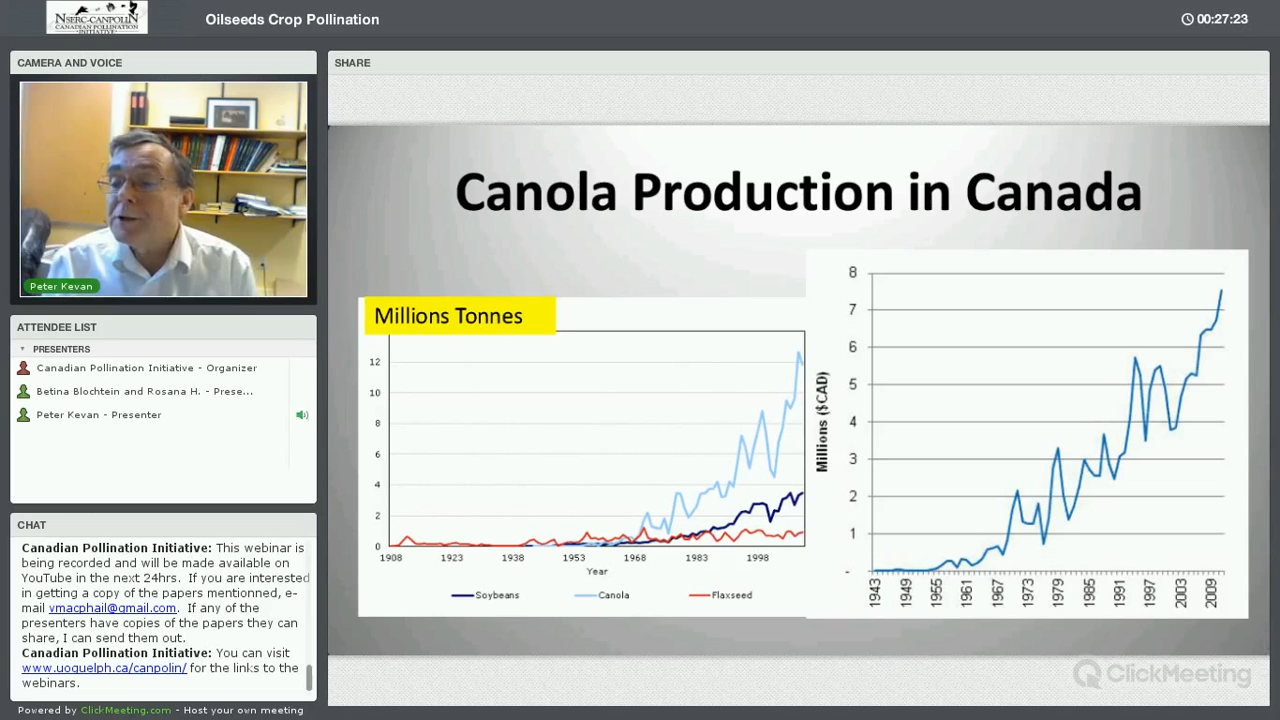 NSERC-CANPOLIN
CANADIAN POLLINATION
INITIATIVE
Oilseeds Crop Pollination
00:27:23
CAMERA AND VOICE
Peter Kevan
ATTENDEE LIST
PRESENTERS
Canadian Pollination Initiative - Organizer
Betina Blochtein and Rosana H. - Prese...
Peter Kevan - Presenter
CHAT
Canadian Pollination Initiative: This webinar is
being recorded and will be made available on
YouTube in the next 24hrs. If you are interested
in getting a copy of the papers mentionned, e-
mail vmacphail@gmail.com. If any of the
presenters have copies of the papers they can
share, I can send them out.
Canadian Pollination Initiative: You can visit
www.uoguelph.ca/canpolin/ for the links to the
webinars.
Powered by ClickMeeting.com - Host your own meeting
SHARE
Canola Production in Canada
Millions Tonnes
12
10
8
6
4
2
0
1908 1923 1938 1953 1968 1983 1998
Year
Soybeans Canola Flaxseed
Millions ($CAD)
8
7
6
5
4
3
2
1
-
1943 1949 1955 1961 1967 1973 1979 1985 1991 1997 2003 2009
ClickMeeting